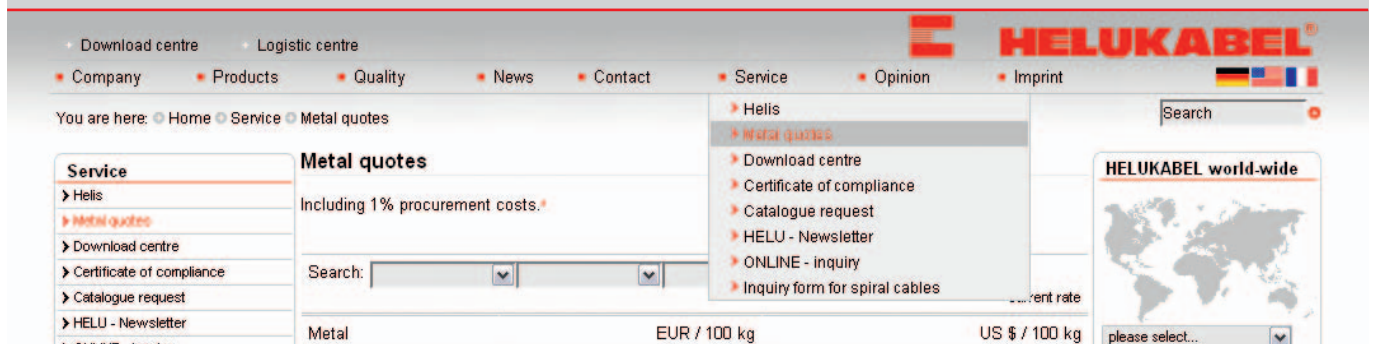 Download centre Logistic centre
HELUKABEL®
Company Products Quality News Contact Service Opinion Imprint
You are here: Home Service Metal quotes
Search
Helis
Metal quotes
Download centre
Certificate of compliance
Catalogue request
HELU - Newsletter
ONLINE - inquiry
Inquiry form for spiral cables
Service
Helis
Metal quotes
Download centre
Certificate of compliance
Catalogue request
HELU - Newsletter
Metal quotes
Including 1% procurement costs.*
Search:
rent rate
Metal EUR / 100 kg US $ / 100 kg
HELUKABEL world-wide
please select...